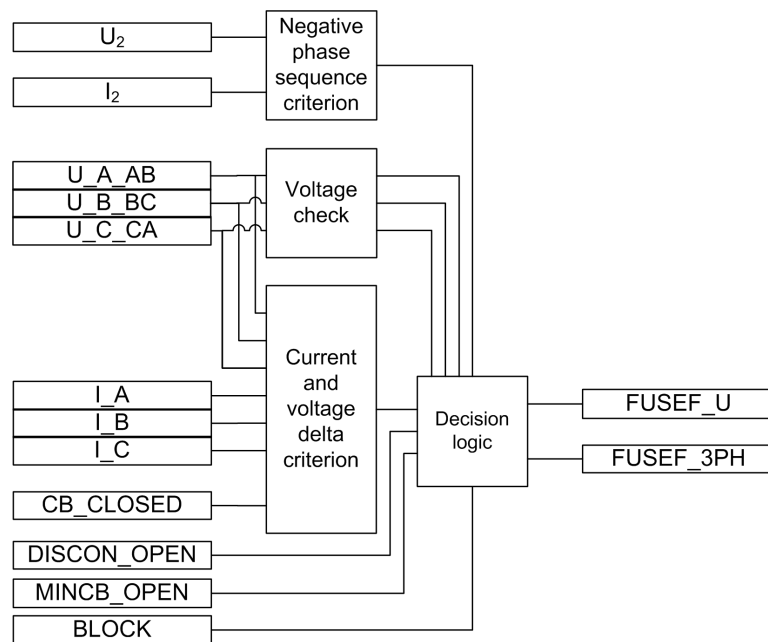 U₂
I₂
Negative
phase
sequence
criterion
U_A_AB
U_B_BC
U_C_CA
Voltage
check
I_A
I_B
I_C
Current
and
voltage
delta
criterion
CB_CLOSED
DISCON_OPEN
MINCB_OPEN
BLOCK
Decision
logic
FUSEF_U
FUSEF_3PH